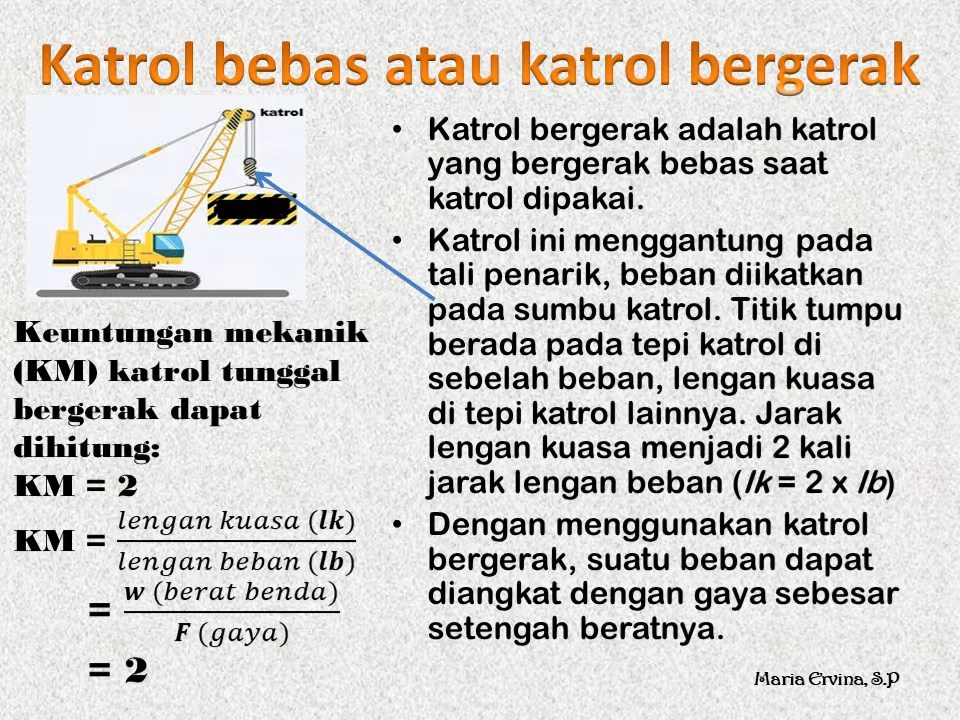 Katrol bebas atau katrol bergerak
katrol
Keuntungan mekanik
(KM) katrol tunggal
bergerak dapat
dihitung:
KM = 2
KM = lengan kuasa (lk) / lengan beban (lb)
= w (berat benda) / F (gaya)
= 2
• Katrol bergerak adalah katrol
yang bergerak bebas saat
katrol dipakai.
• Katrol ini menggantung pada
tali penarik, beban diikatkan
pada sumbu katrol. Titik tumpu
berada pada tepi katrol di
sebelah beban, lengan kuasa
di tepi katrol lainnya. Jarak
lengan kuasa menjadi 2 kali
jarak lengan beban (lk = 2 x lb)
• Dengan menggunakan katrol
bergerak, suatu beban dapat
diangkat dengan gaya sebesar
setengah beratnya.
Maria Ervina, S.P